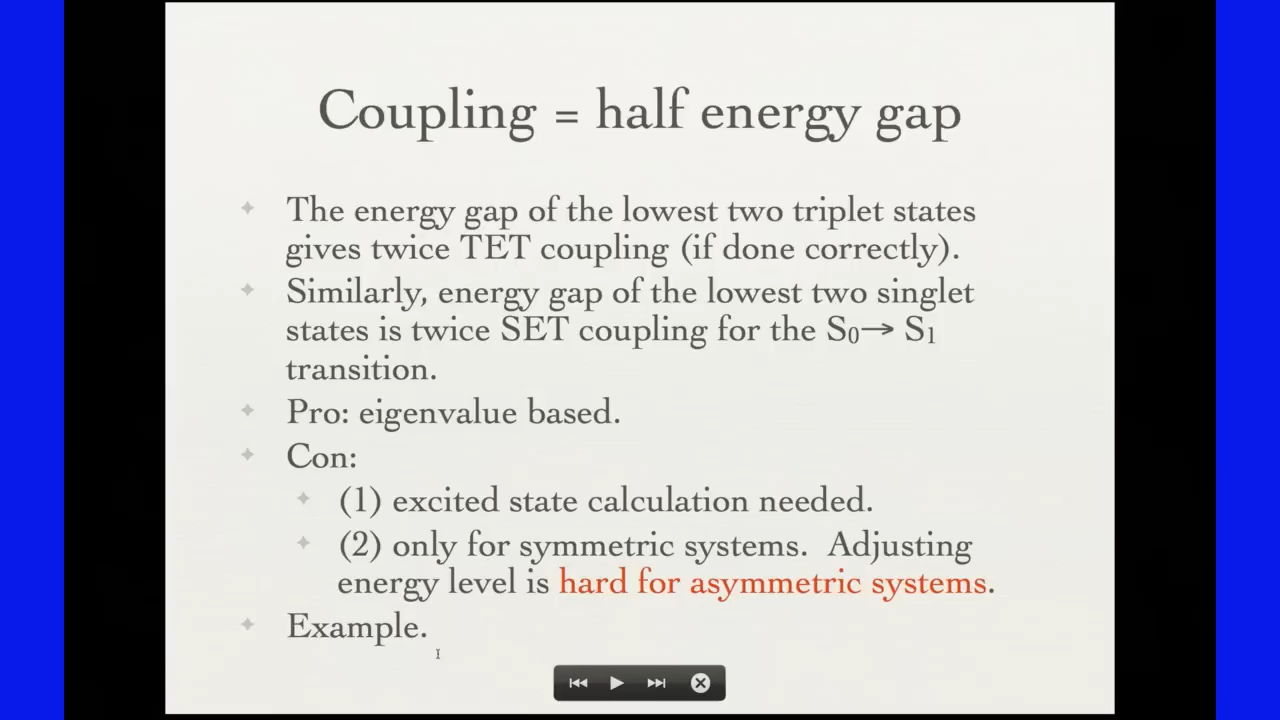 Coupling = half energy gap
The energy gap of the lowest two triplet states
gives twice TET coupling (if done correctly).
Similarly, energy gap of the lowest two singlet
states is twice SET coupling for the S₀→ S₁
transition.
Pro: eigenvalue based.
Con:
(1) excited state calculation needed.
(2) only for symmetric systems. Adjusting
energy level is hard for asymmetric systems.
Example.